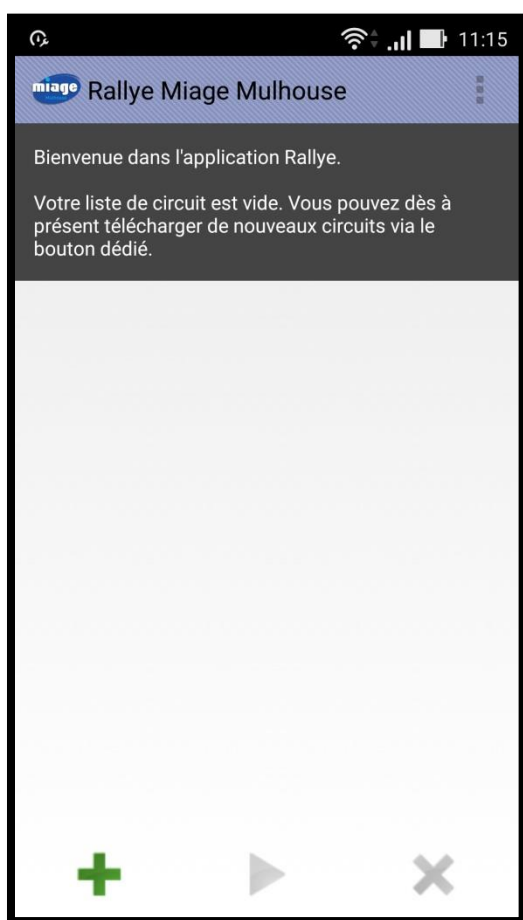 11:15
miage Rallye Miage Mulhouse
Bienvenue dans l'application Rallye.
Votre liste de circuit est vide. Vous pouvez dès à
présent télécharger de nouveaux circuits via le
bouton dédié.